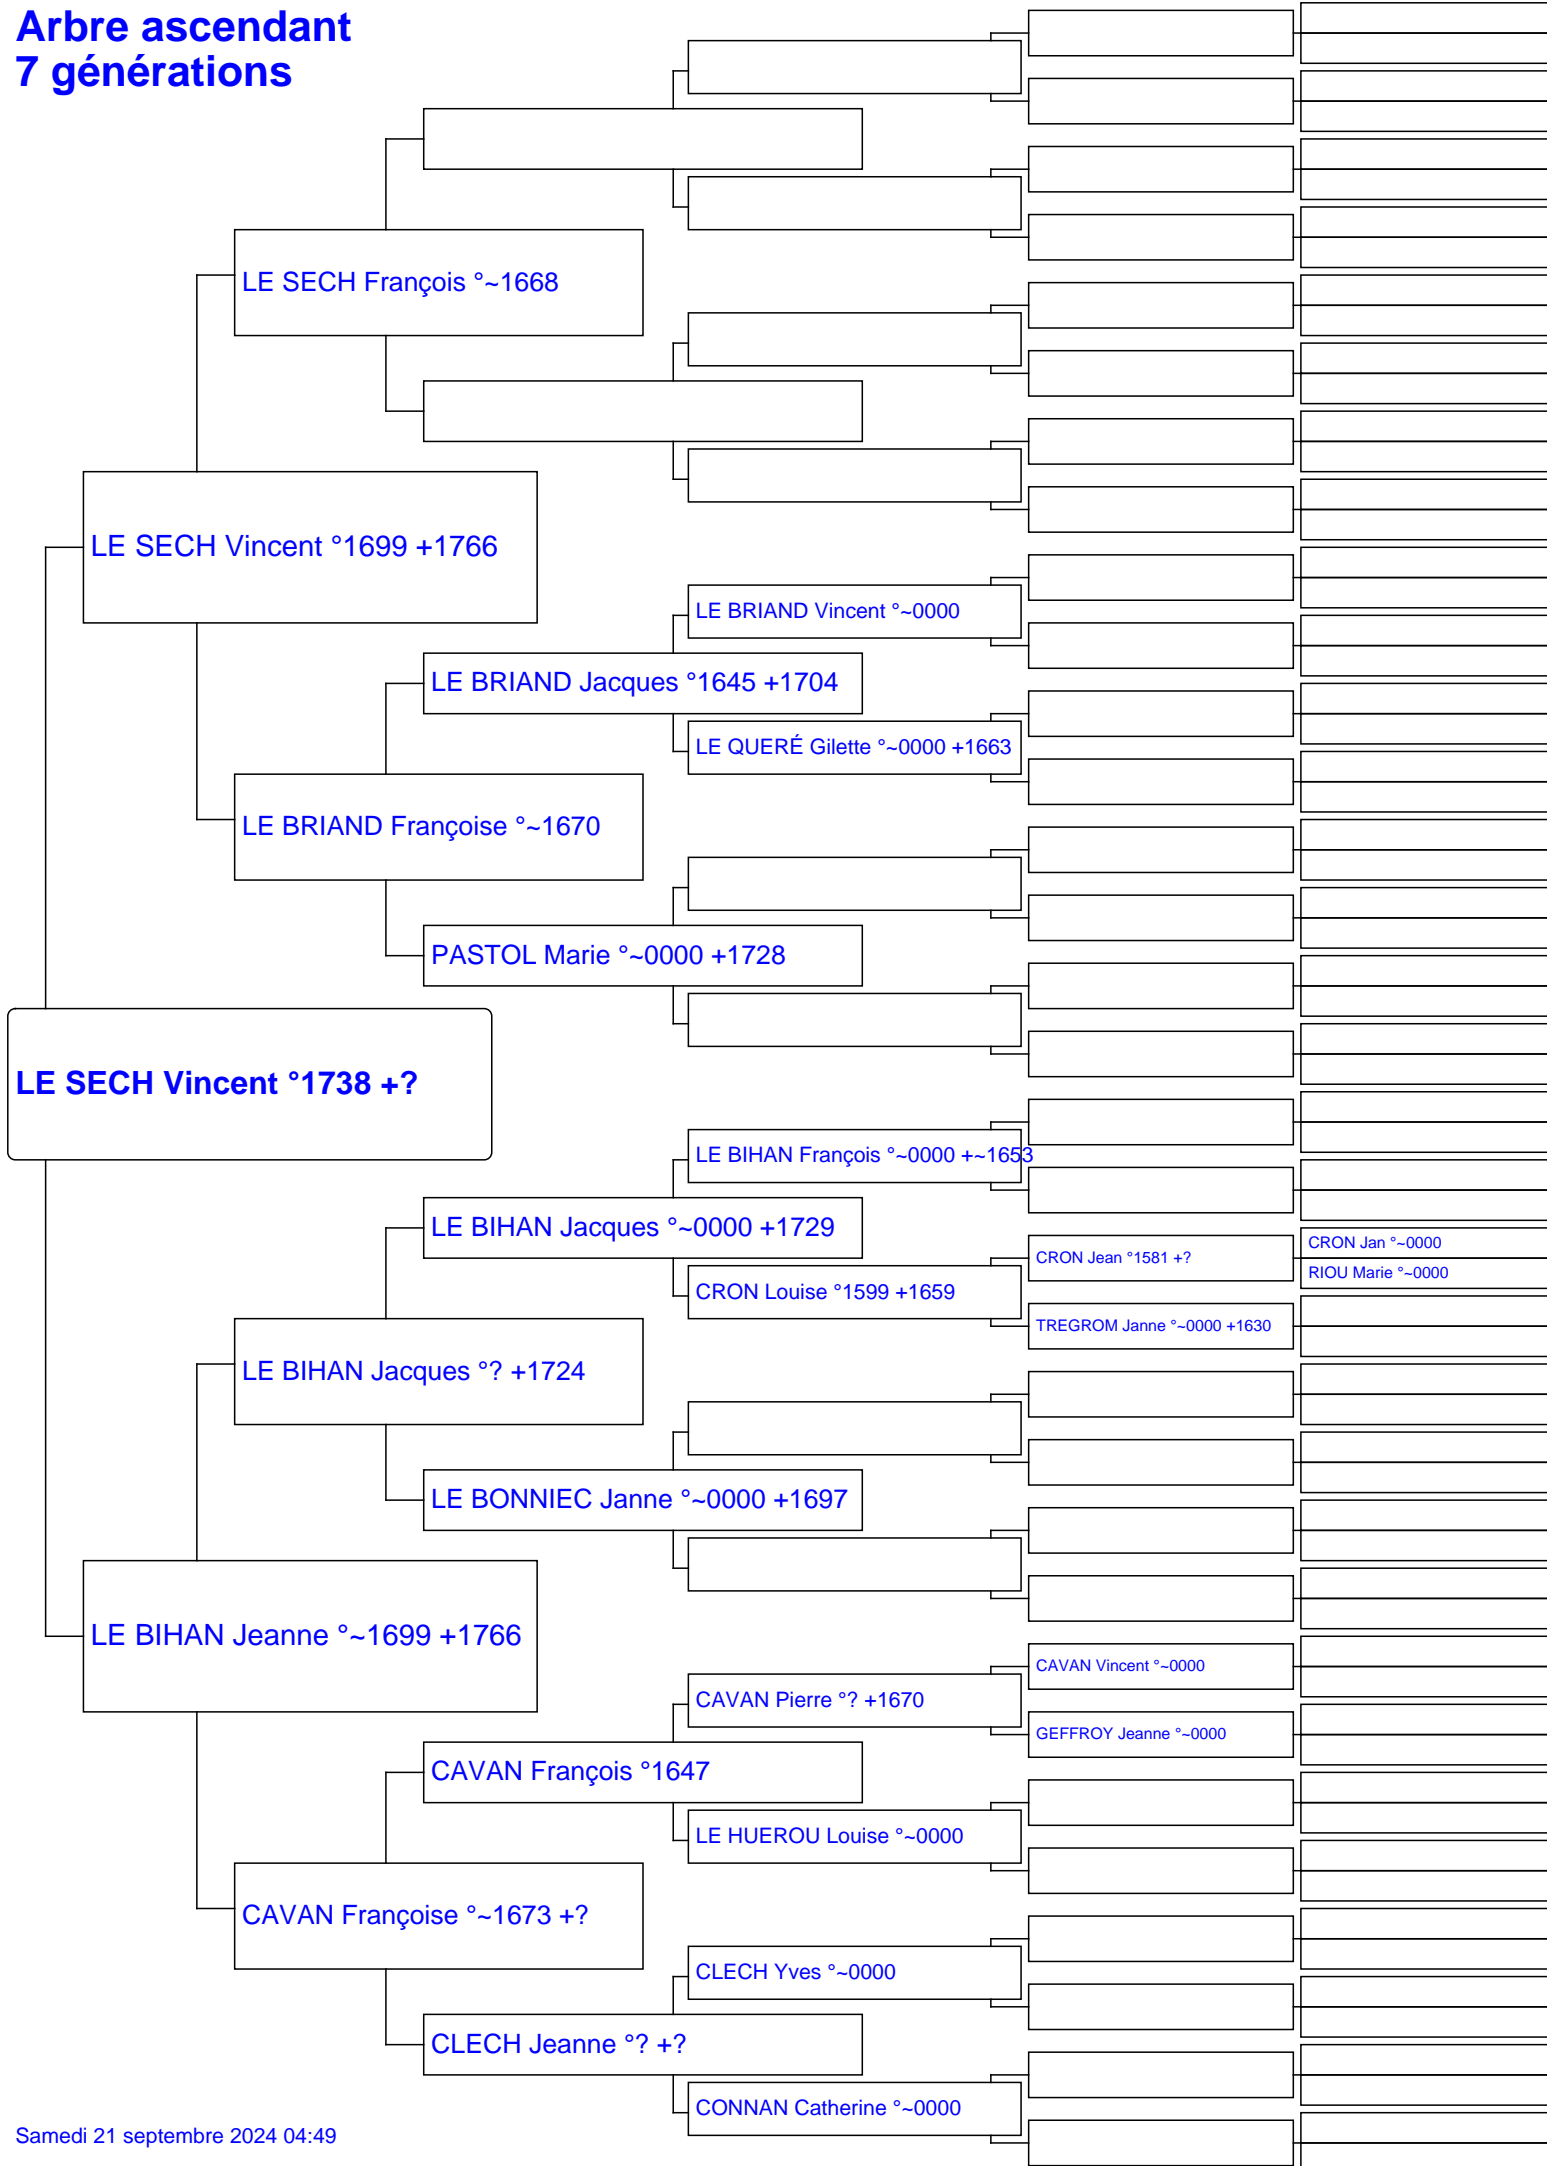 Arbre ascendant
7 générations
LE SECH François °~1668
LE SECH Vincent °1699 +1766
LE BRIAND Vincent °~0000
LE BRIAND Jacques °1645 +1704
LE QUERÉ Gilette °~0000 +1663
LE BRIAND Françoise °~1670
PASTOL Marie °~0000 +1728
LE SECH Vincent °1738 +?
LE BIHAN François °~0000 +~1653
LE BIHAN Jacques °~0000 +1729
CRON Jan °~0000
CRON Jean °1581 +?
RIOU Marie °~0000
CRON Louise °1599 +1659
TREGROM Janne °~0000 +1630
LE BIHAN Jacques °? +1724
LE BONNIEC Janne °~0000 +1697
LE BIHAN Jeanne °~1699 +1766
CAVAN Vincent °~0000
CAVAN Pierre °? +1670
GEFFROY Jeanne °~0000
CAVAN François °1647
LE HUEROU Louise °~0000
CAVAN Françoise °~1673 +?
CLECH Yves °~0000
CLECH Jeanne °? +?
CONNAN Catherine °~0000
Samedi 21 septembre 2024 04:49